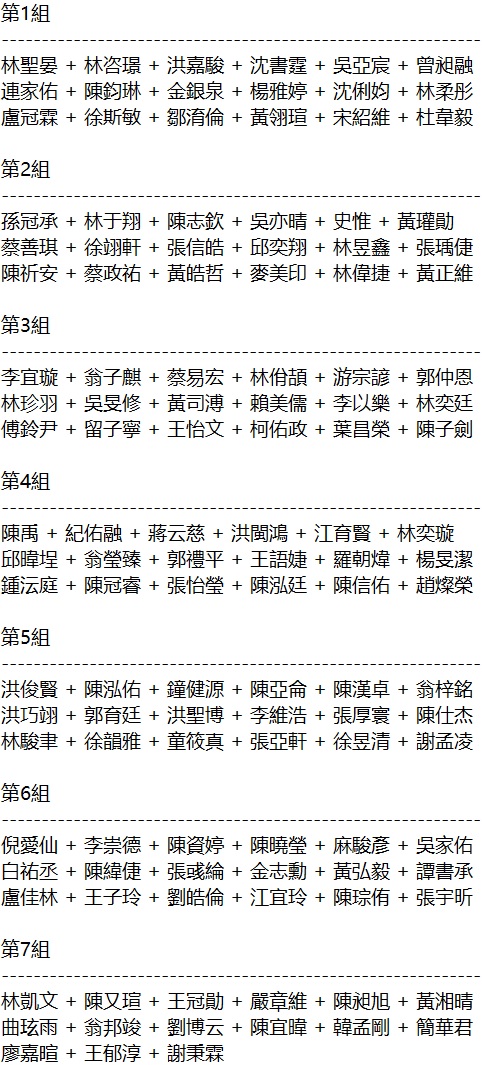 第1組
------------------------------------------------------------
林聖晏 + 林咨璟 + 洪嘉駿 + 沈書霆 + 吳亞宸 + 曾昶融
連家佑 + 陳鈞琳 + 金銀泉 + 楊雅婷 + 沈俐妁 + 林柔彤
盧冠霖 + 徐斯敏 + 鄒淯倫 + 黃翎瑄 + 宋紹維 + 杜韋毅
第2組
------------------------------------------------------------
孫冠承 + 林于翔 + 陳志欽 + 吳亦晴 + 史惟 + 黃瓘勛
蔡善琪 + 徐翊軒 + 張信皓 + 邱奕翔 + 林昱鑫 + 張瑀倢
陳祈安 + 蔡政祐 + 黃皓哲 + 麥美印 + 林偉捷 + 黃正維
第3組
------------------------------------------------------------
李宜璇 + 翁子麒 + 蔡易宏 + 林佾頡 + 游宗諺 + 郭仲恩
林珍羽 + 吳旻修 + 黃司溥 + 賴美儒 + 李以樂 + 林奕廷
傅鈴尹 + 留子寧 + 王怡文 + 柯佑政 + 葉昌榮 + 陳子劍
第4組
------------------------------------------------------------
陳禹 + 紀佑融 + 蔣云慈 + 洪閩鴻 + 江育賢 + 林奕璇
邱暐埕 + 翁瑩臻 + 郭禮平 + 王語婕 + 羅朝煒 + 楊旻潔
鍾沄庭 + 陳冠睿 + 張怡瑩 + 陳泓廷 + 陳信佑 + 趙燦榮
第5組
------------------------------------------------------------
洪俊賢 + 陳泓佑 + 鐘健源 + 陳亞侖 + 陳漢卓 + 翁梓銘
洪巧翊 + 郭育廷 + 洪聖博 + 李維浩 + 張厚寰 + 陳仕杰
林駿聿 + 徐韻雅 + 童筱真 + 張亞軒 + 徐昱清 + 謝孟凌
第6組
------------------------------------------------------------
倪愛仙 + 李崇德 + 陳資婷 + 陳曉瑩 + 麻駿彥 + 吳家佑
白祐丞 + 陳緯倢 + 張彧綸 + 金志勳 + 黃弘毅 + 譚書承
盧佳林 + 王子玲 + 劉皓倫 + 江宜玲 + 陳琮侑 + 張宇昕
第7組
------------------------------------------------------------
林凱文 + 陳又瑄 + 王冠勛 + 嚴章維 + 陳昶旭 + 黃湘晴
曲玹雨 + 翁邦竣 + 劉博云 + 陳宜暐 + 韓孟剛 + 簡華君
廖嘉暄 + 王郁淳 + 謝秉霖